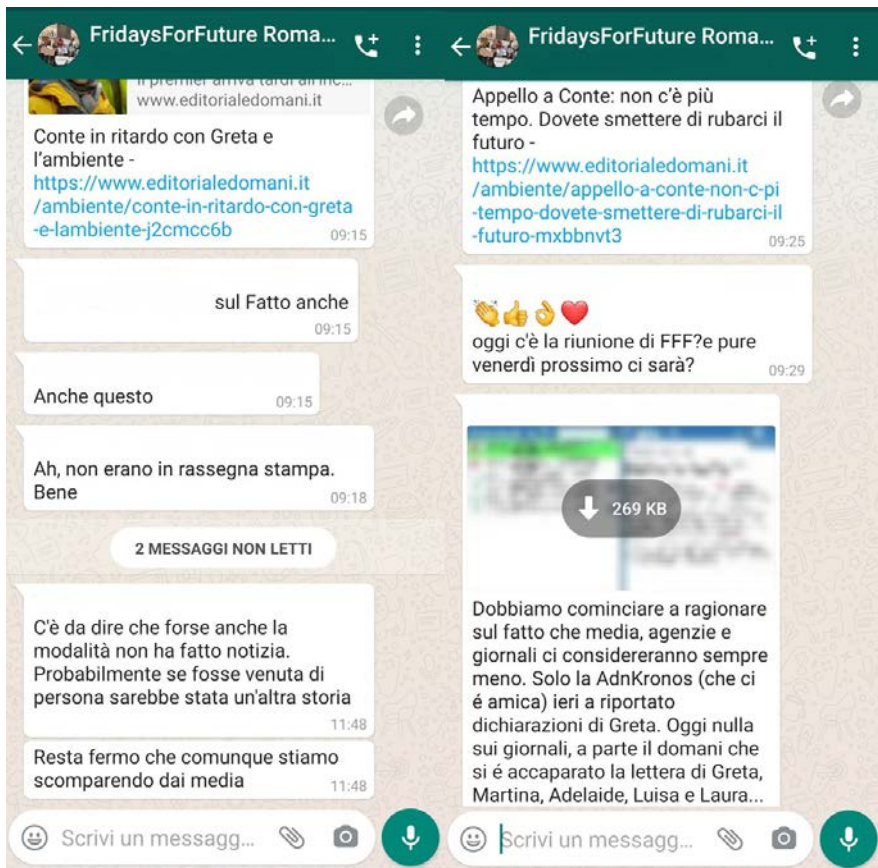 FridaysForFuture Roma...
www.editorialedomani.it
Conte in ritardo con Greta e
l'ambiente -
https://www.editorialedomani.it
/ambiente/conte-in-ritardo-con-greta
-e-lambiente-j2cmcc6b
09:15
sul Fatto anche
09:15
Anche questo
09:15
Ah, non erano in rassegna stampa.
Bene
09:18
2 MESSAGGI NON LETTI
C'è da dire che forse anche la
modalità non ha fatto notizia.
Probabilmente se fosse venuta di
persona sarebbe stata un'altra storia
11:48
Resta fermo che comunque stiamo
scomparendo dai media
11:48
Scrivi un messagg...
FridaysForFuture Roma...
Appello a Conte: non c'è più
tempo. Dovete smettere di rubarci il
futuro -
https://www.editorialedomani.it
/ambiente/appello-a-conte-non-c-pi
-tempo-dovete-smettere-di-rubarci-il
-futuro-mxbbnvt3
09:25
👏👍👌❤️
oggi c'è la riunione di FFF?e pure
venerdì prossimo ci sarà?
09:29
269 KB
Dobbiamo cominciare a ragionare
sul fatto che media, agenzie e
giornali ci considereranno sempre
meno. Solo la AdnKronos (che ci
é amica) ieri a riportato
dichiarazioni di Greta. Oggi nulla
sui giornali, a parte il domani che
si é accaparato la lettera di Greta,
Martina, Adelaide, Luisa e Laura...
Scrivi un messagg...